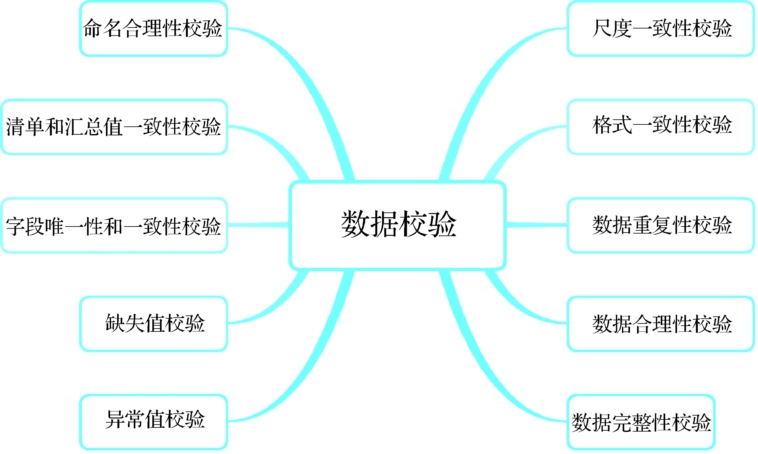 命名合理性校验
清单和汇总值一致性校验
字段唯一性和一致性校验
缺失值校验
异常值校验
数据校验
尺度一致性校验
格式一致性校验
数据重复性校验
数据合理性校验
数据完整性校验